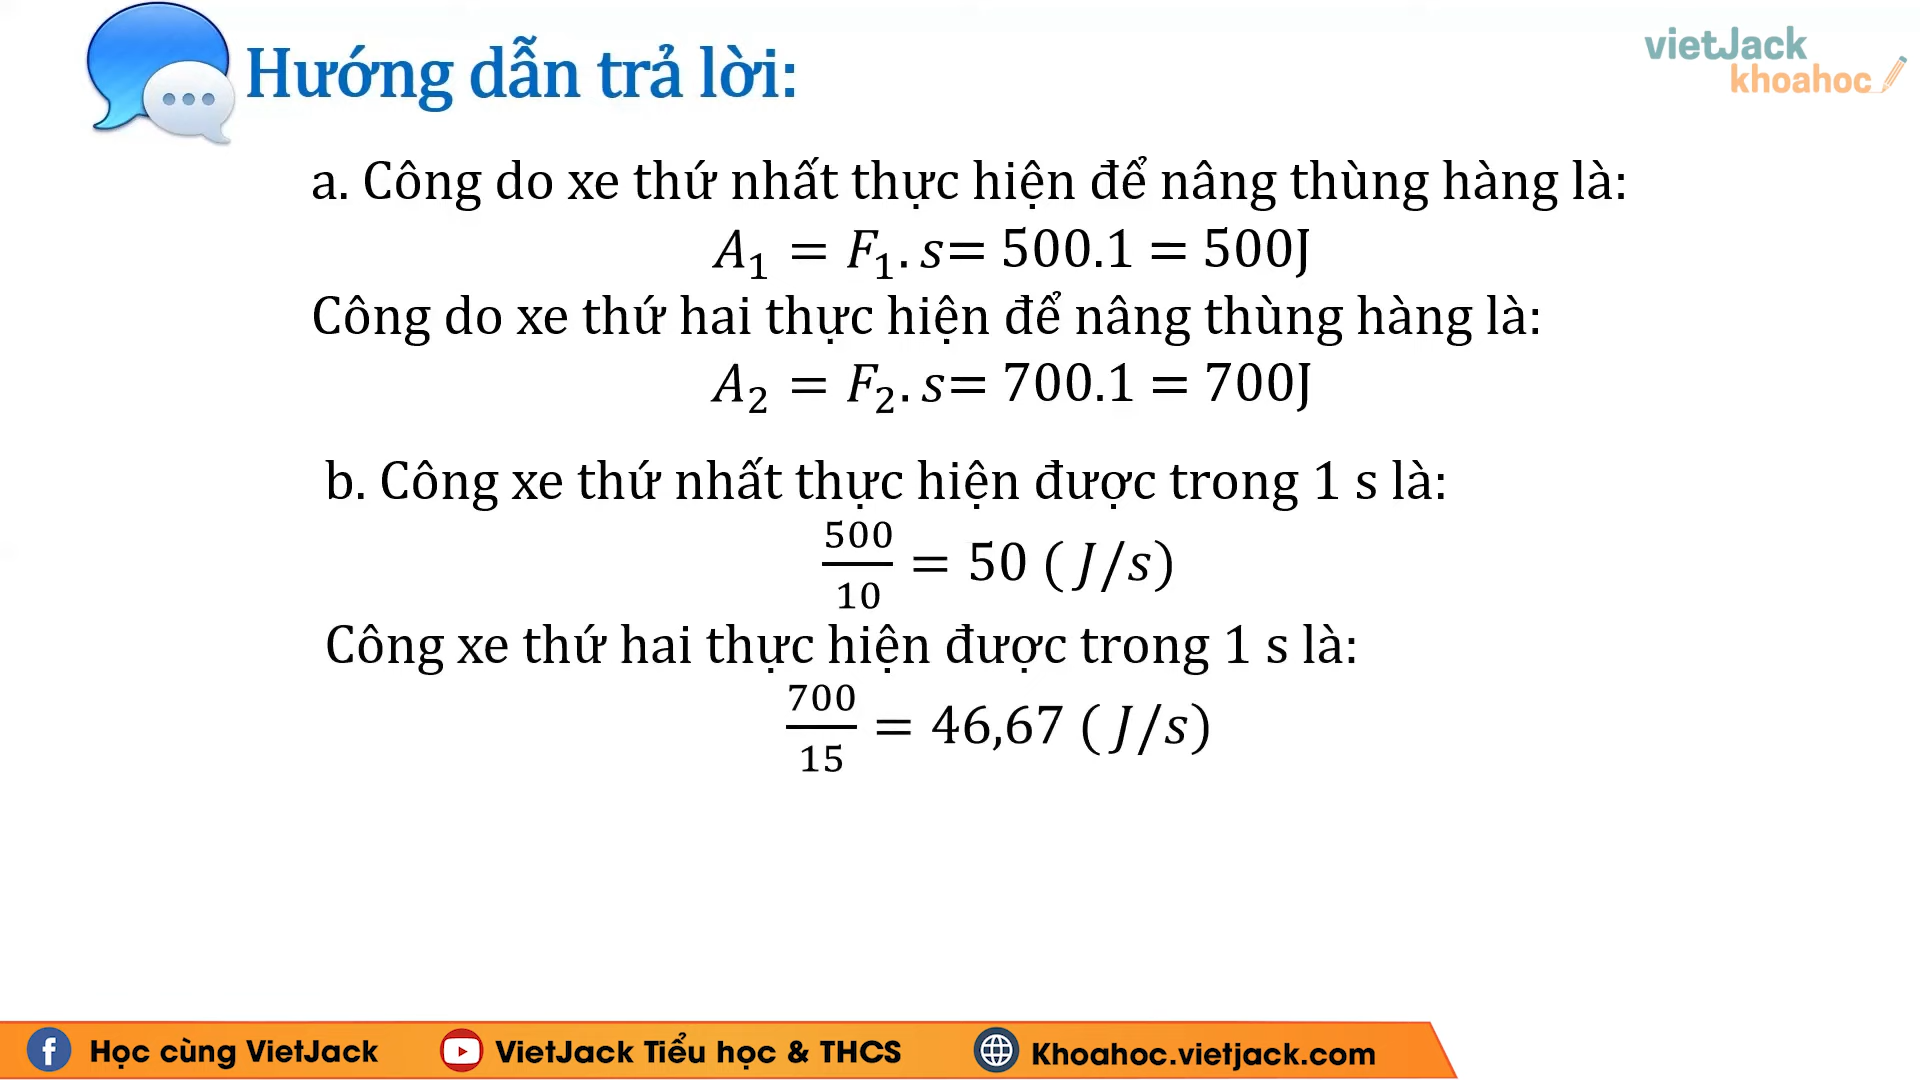 Hướng dẫn trả lời:
vietJack
khoahoc
a. Công do xe thứ nhất thực hiện để nâng thùng hàng là:
A₁ = F₁. s= 500.1 = 500J
Công do xe thứ hai thực hiện để nâng thùng hàng là:
A₂ = F₂. s= 700.1 = 700J
b. Công xe thứ nhất thực hiện được trong 1 s là:
500/10 = 50 ( J/s)
Công xe thứ hai thực hiện được trong 1 s là:
700/15 = 46,67 ( J/s)
Học cùng VietJack
VietJack Tiểu học & THCS
Khoahoc.vietjack.com